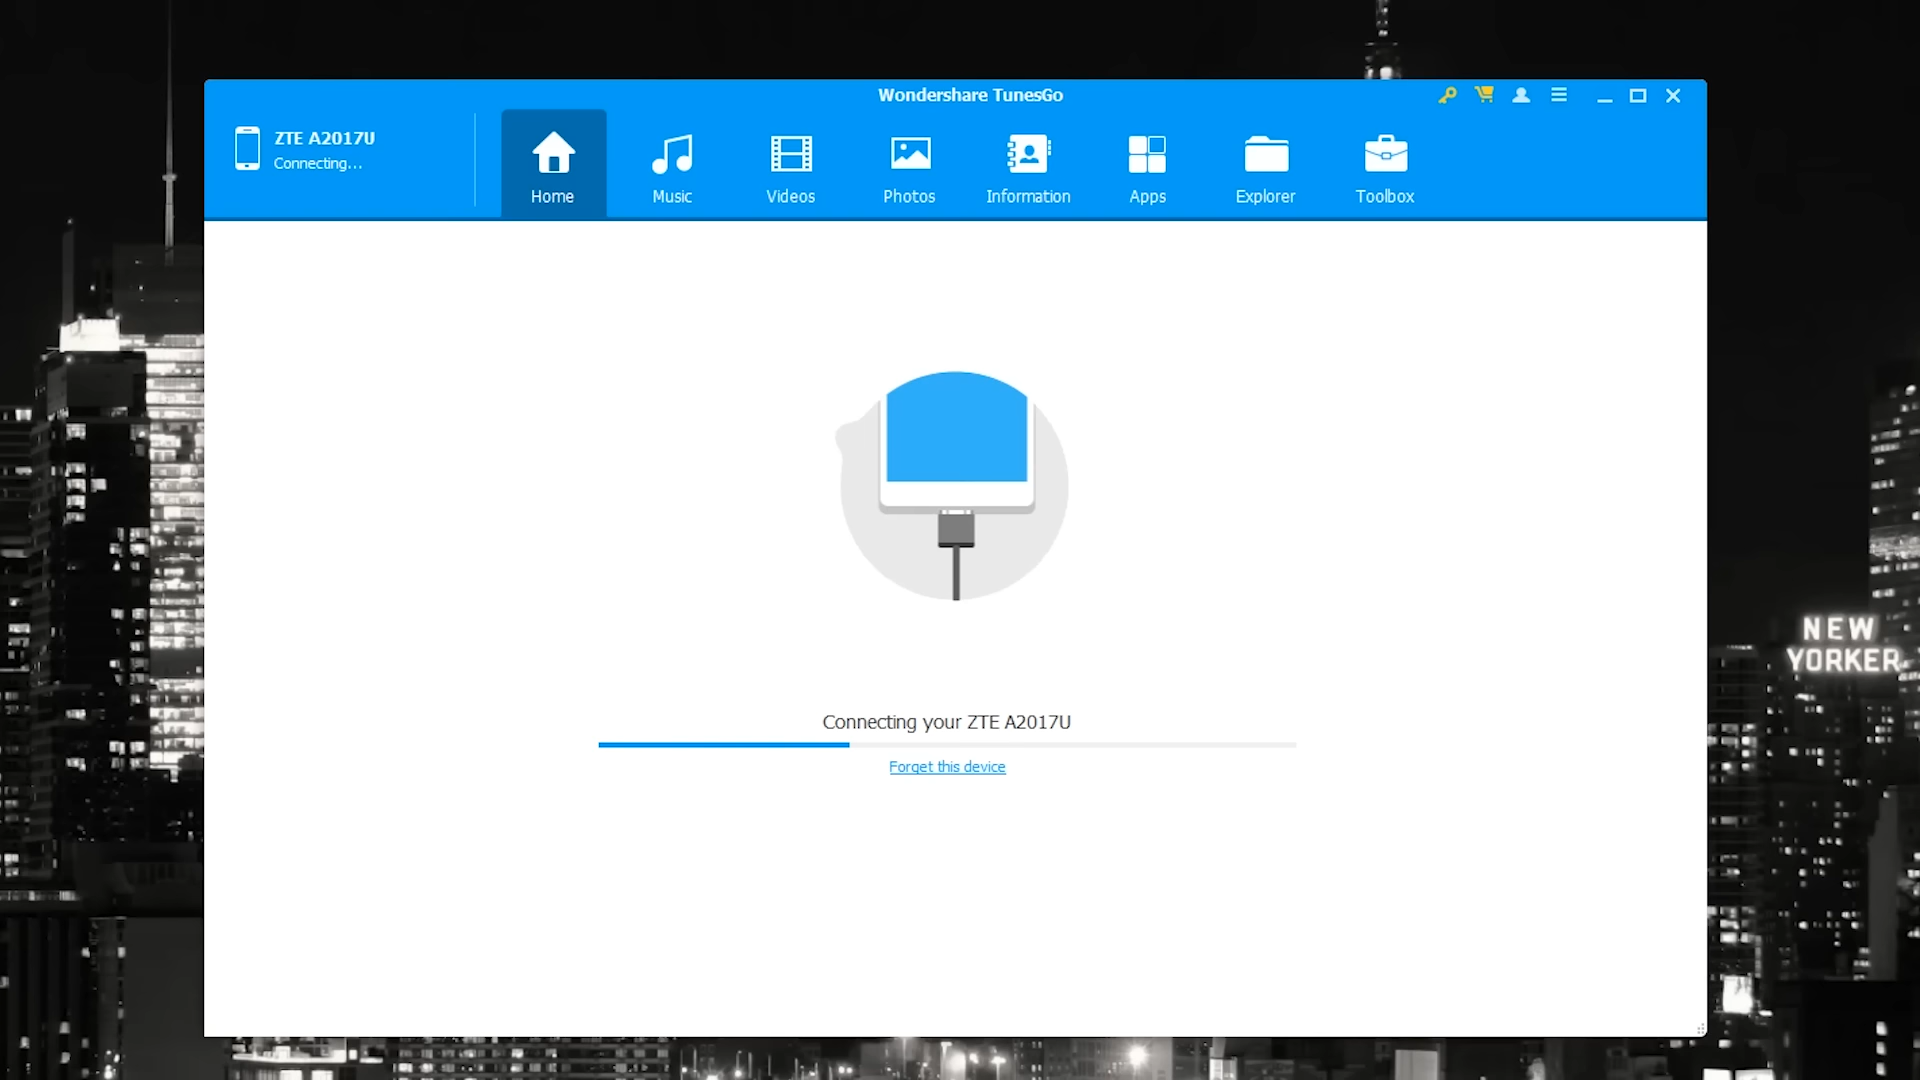 Wondershare TunesGo
ZTE A2017U
Connecting...
Home
Music
Videos
Photos
Information
Apps
Explorer
Toolbox
Connecting your ZTE A2017U
Forget this device
NEW
YORKER